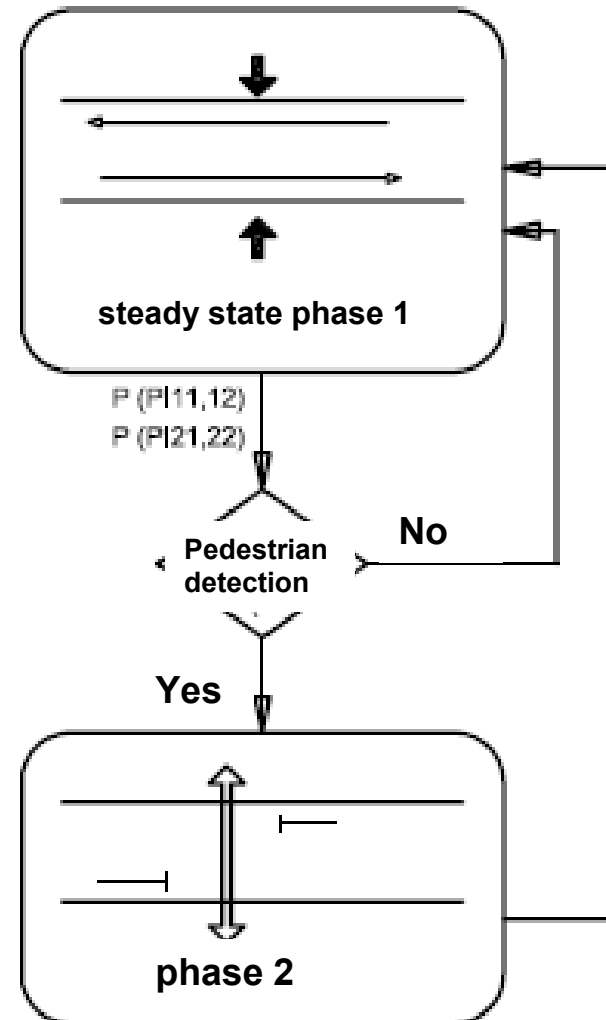 steady state phase 1
P (PI11,12)
P (PI21,22)
No
Pedestrian
detection
Yes
phase 2